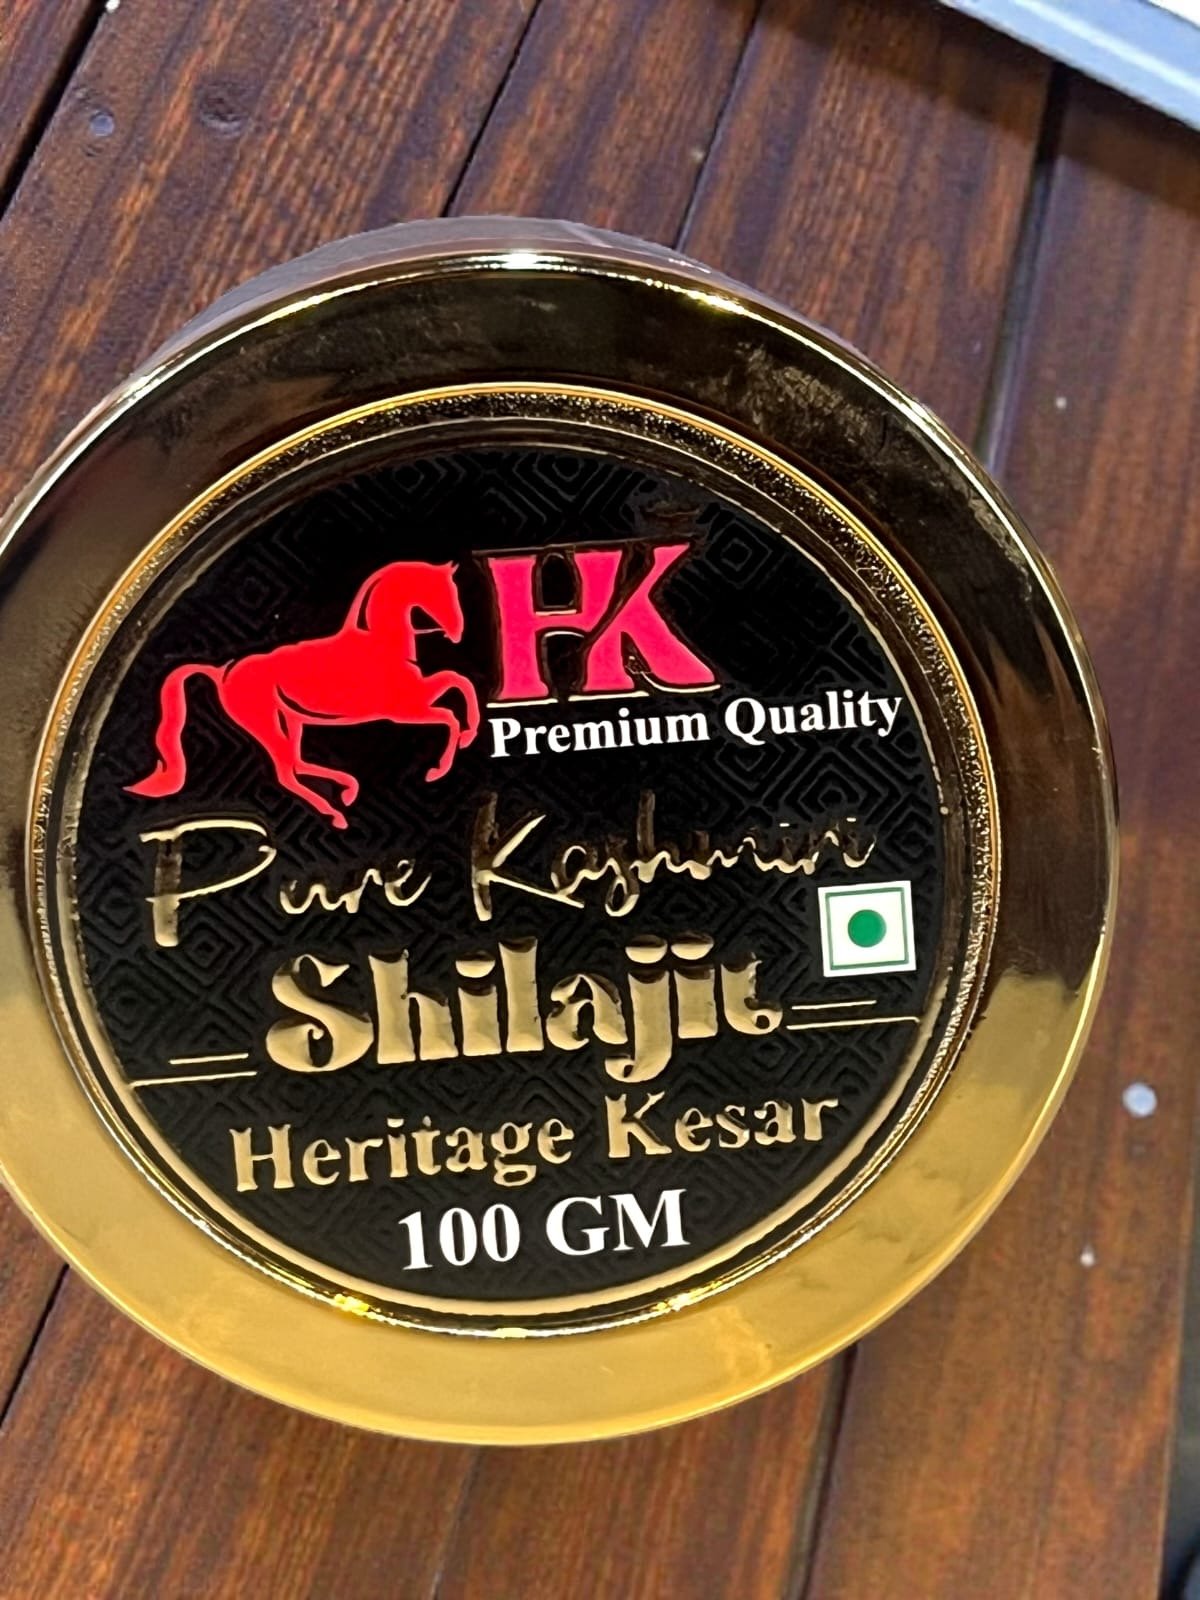 HK
Premium Quality
Pure Kashmiri
Shilajit
Heritage Kesar
100 GM